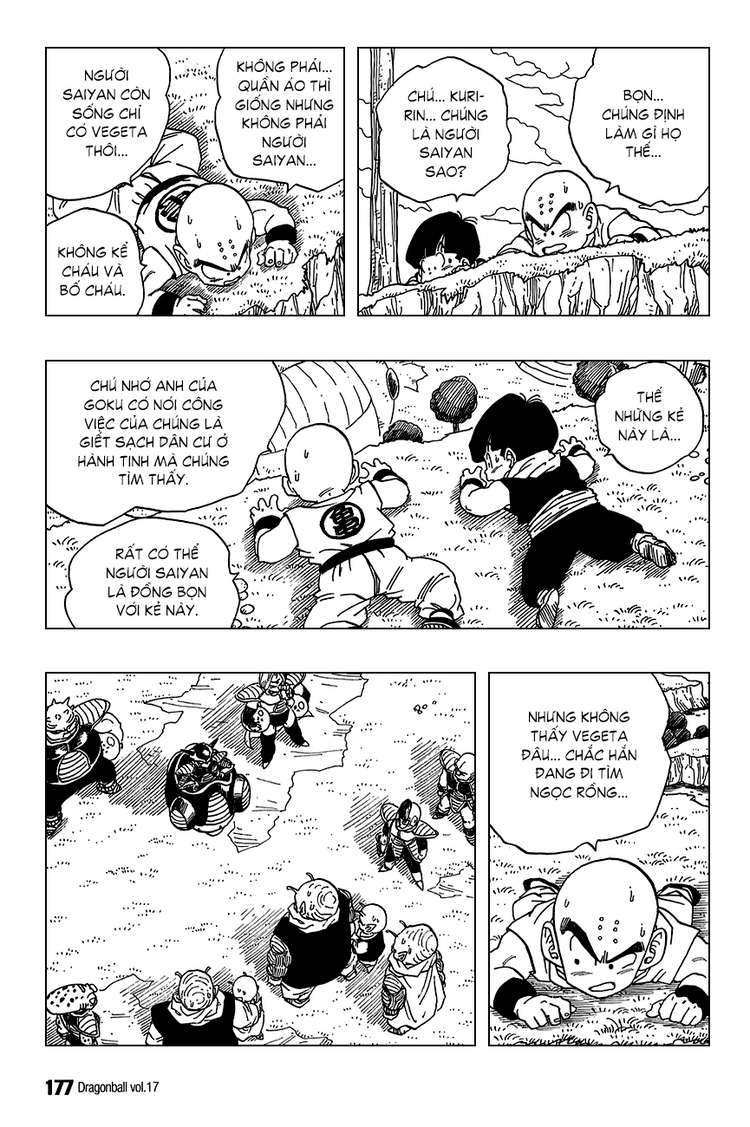 BỌN...
CHÚNG ĐỊNH
LÀM GÌ HỌ
THẾ...
CHÚ... KURI-
RIN... CHÚNG
LÀ NGƯỜI
SAIYAN
SAO?
KHÔNG PHẢI...
QUẦN ÁO THÌ
GIỐNG NHƯNG
KHÔNG PHẢI
NGƯỜI
SAIYAN...
NGƯỜI
SAIYAN CÒN
SỐNG CHỈ
CÓ VEGETA
THÔI...
KHÔNG KỂ
CHÁU VÀ
BỐ CHÁU.
THẾ
NHỮNG KẺ
NÀY LÀ...
CHÚ NHỚ ANH CỦA
GOKU CÓ NÓI CÔNG
VIỆC CỦA CHÚNG LÀ
GIẾT SẠCH DÂN CƯ Ở
HÀNH TINH MÀ CHÚNG
TÌM THẤY.
RẤT CÓ THỂ
NGƯỜI SAIYAN
LÀ ĐỒNG BỌN
VỚI KẺ NÀY.
NHƯNG KHÔNG
THẤY VEGETA
ĐÂU... CHẮC HẲN
ĐANG ĐI TÌM
NGỌC RỒNG...
亀
177 Dragonball vol.17